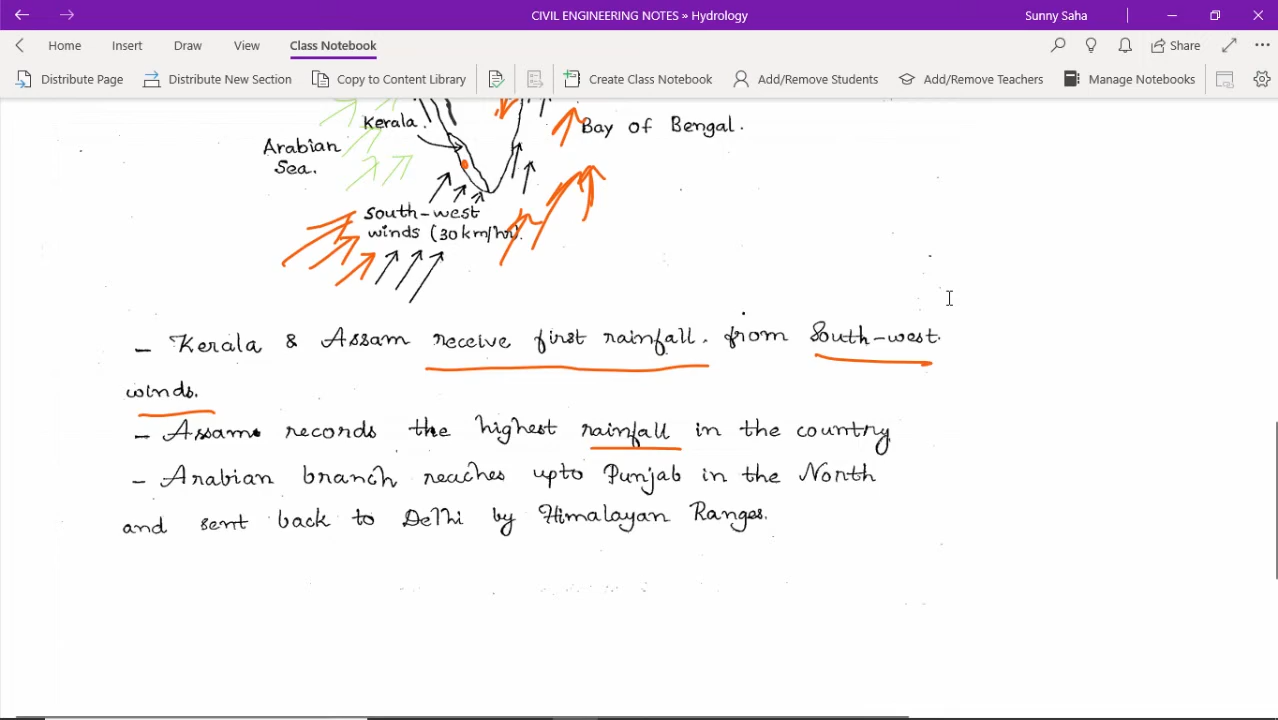 CIVIL ENGINEERING NOTES » Hydrology
Sunny Saha
Home Insert Draw View Class Notebook
Share
Distribute Page Distribute New Section Copy to Content Library Create Class Notebook Add/Remove Students Add/Remove Teachers Manage Notebooks
Kerala.
Bay of Bengal.
Arabian
Sea.
South-west
winds (30 km/hr).
- Kerala & Assam receive first rainfall. from South-west.
winds.
- Assam records the highest rainfall in the country
- Arabian branch reaches upto Punjab in the North
and sent back to Delhi by Himalayan Ranges.